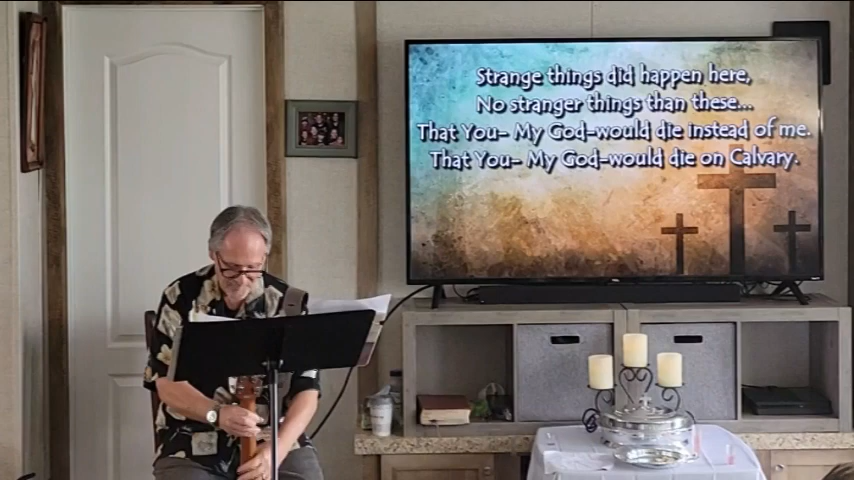 Strange things did happen here,
No stranger things than these...
That You- My God-would die instead of me.
That You- My God-would die on Calvary.